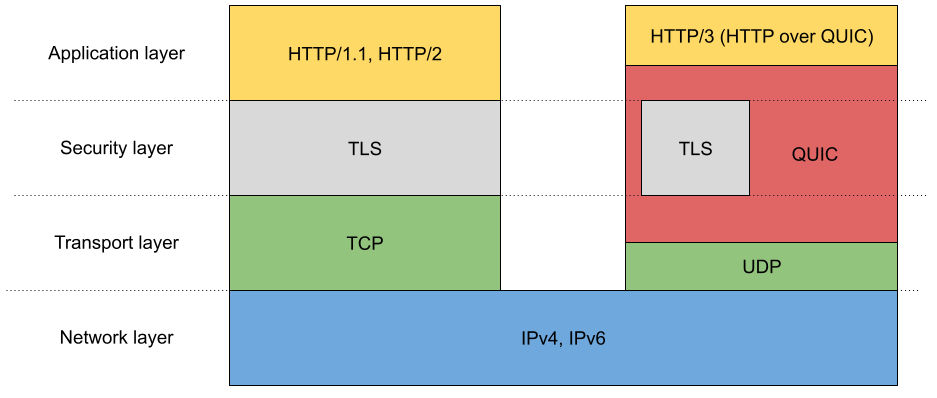 Application layer
HTTP/1.1, HTTP/2
HTTP/3 (HTTP over QUIC)
Security layer
TLS
TLS
QUIC
Transport layer
TCP
UDP
Network layer
IPv4, IPv6